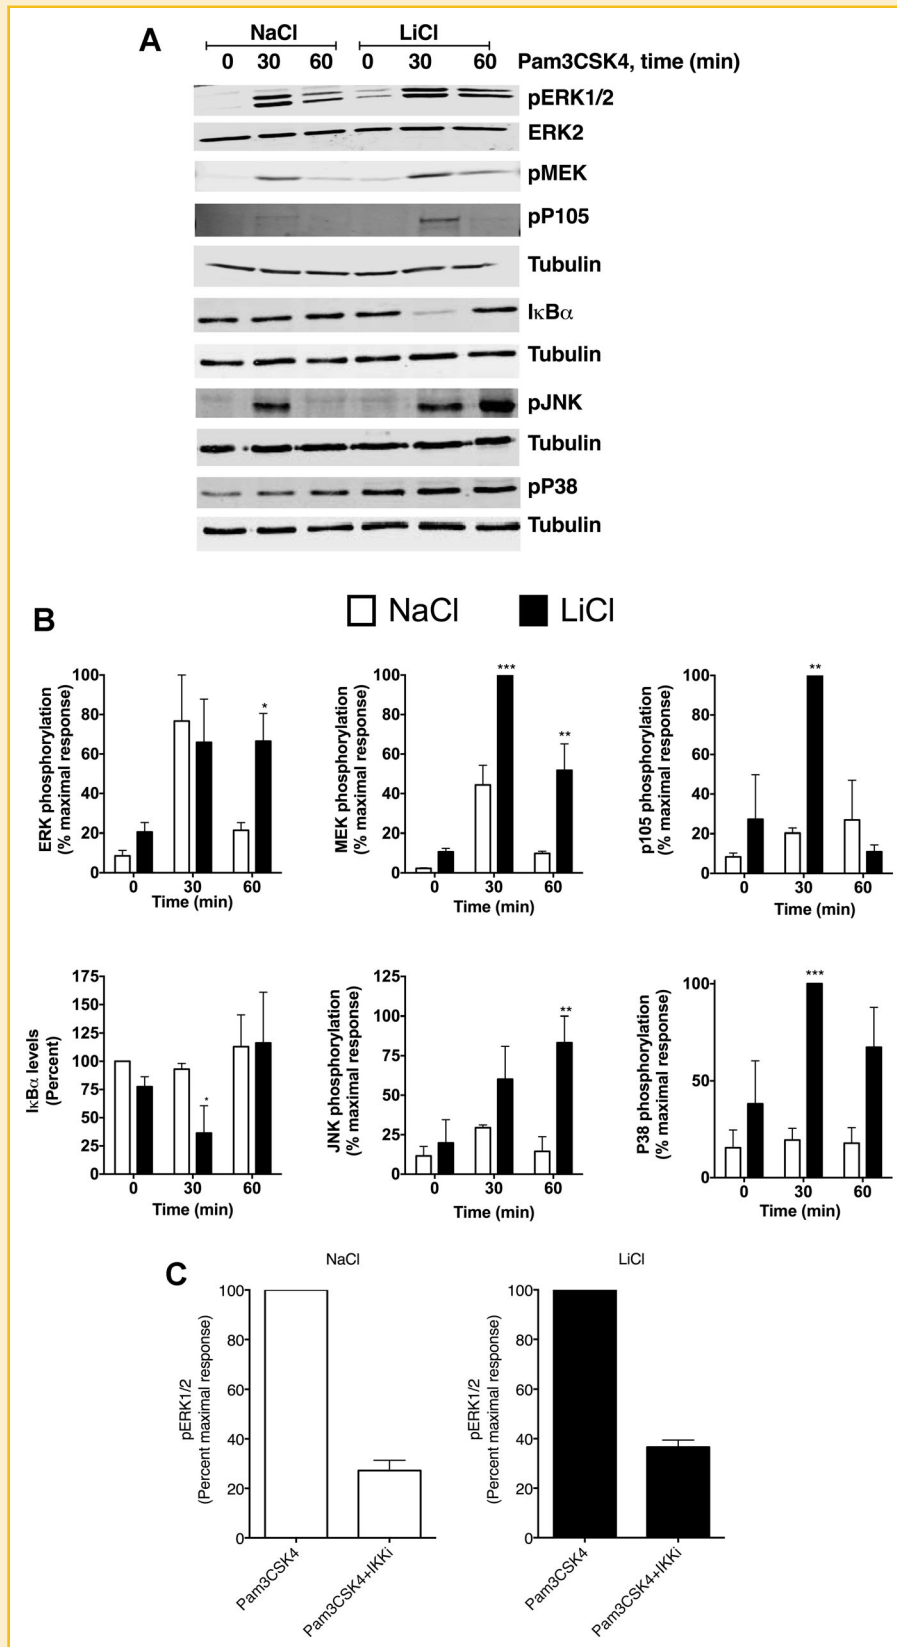 A
NaCl LiCl
0 30 60 0 30 60 Pam3CSK4, time (min)
pERK1/2
ERK2
pMEK
pP105
Tubulin
IκBα
Tubulin
pJNK
Tubulin
pP38
Tubulin
B
NaCl LiCl
ERK phosphorylation
(% maximal response)
100
80
60
40
20
0
*
0 30 60
Time (min)
MEK phosphorylation
(% maximal response)
100
80
60
40
20
0
***
**
0 30 60
Time (min)
p105 phosphorylation
(% maximal response)
100
80
60
40
20
0
**
0 30 60
Time (min)
IκBα levels
(Percent)
175
150
125
100
75
50
25
0
*
0 30 60
Time (min)
JNK phosphorylation
(% maximal response)
125
100
75
50
25
0
**
0 30 60
Time (min)
P38 phosphorylation
(% maximal response)
100
50
0
***
0 30 60
Time (min)
C
NaCl
pERK1/2
(Percent maximal response)
100
80
60
40
20
0
Pam3CSK4
Pam3CSK4+IKKi
LiCl
pERK1/2
(Percent maximal response)
100
80
60
40
20
0
Pam3CSK4
Pam3CSK4+IKKi